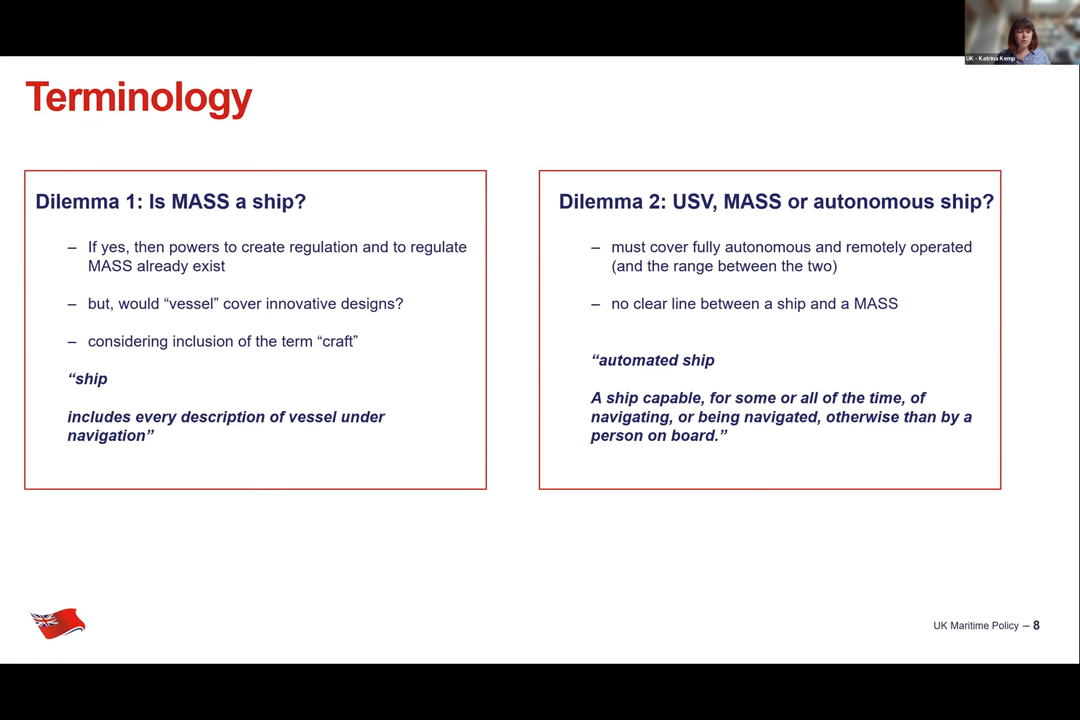 UK - Katrina Kemp
Terminology
Dilemma 1: Is MASS a ship?
– If yes, then powers to create regulation and to regulate
MASS already exist
– but, would “vessel” cover innovative designs?
– considering inclusion of the term “craft”
“ship
includes every description of vessel under
navigation”
Dilemma 2: USV, MASS or autonomous ship?
– must cover fully autonomous and remotely operated
(and the range between the two)
– no clear line between a ship and a MASS
“automated ship
A ship capable, for some or all of the time, of
navigating, or being navigated, otherwise than by a
person on board.”
UK Maritime Policy – 8